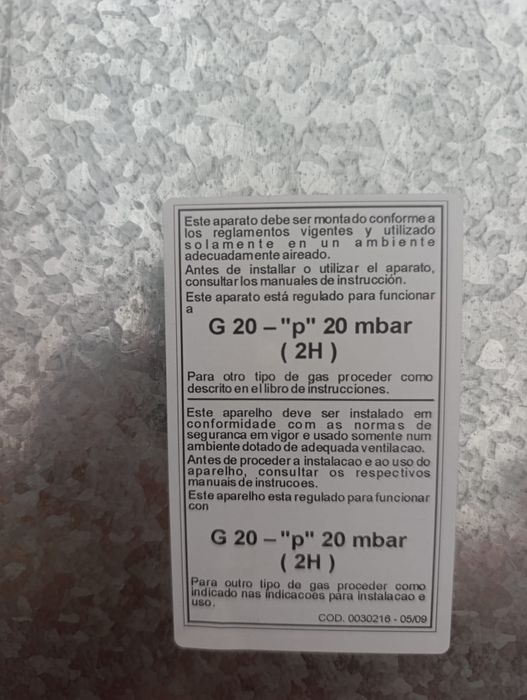 Este aparato debe ser montado conforme a
los reglamentos vigentes y utilizado
solamente en un ambiente
adecuadamente aireado.
Antes de installar o utilizar el aparato,
consultar los manuales de instrucción.
Este aparato está regulado para funcionar
a
G 20 – "p" 20 mbar
( 2H )
Para otro tipo de gas proceder como
descrito en el libro de instrucciones.
Este aparelho deve ser instalado em
conformidade com as normas de
seguranca em vigor e usado somente num
ambiente dotado de adequada ventilacao.
Antes de proceder a instalacao e ao uso do
aparelho, consultar os respectivos
manuais de instrucoes.
Este aparelho esta regulado para funcionar
con
G 20 – "p" 20 mbar
( 2H )
Para outro tipo de gas proceder como
indicado nas indicacoes para instalacao e
uso.
COD. 0030216 - 05/09